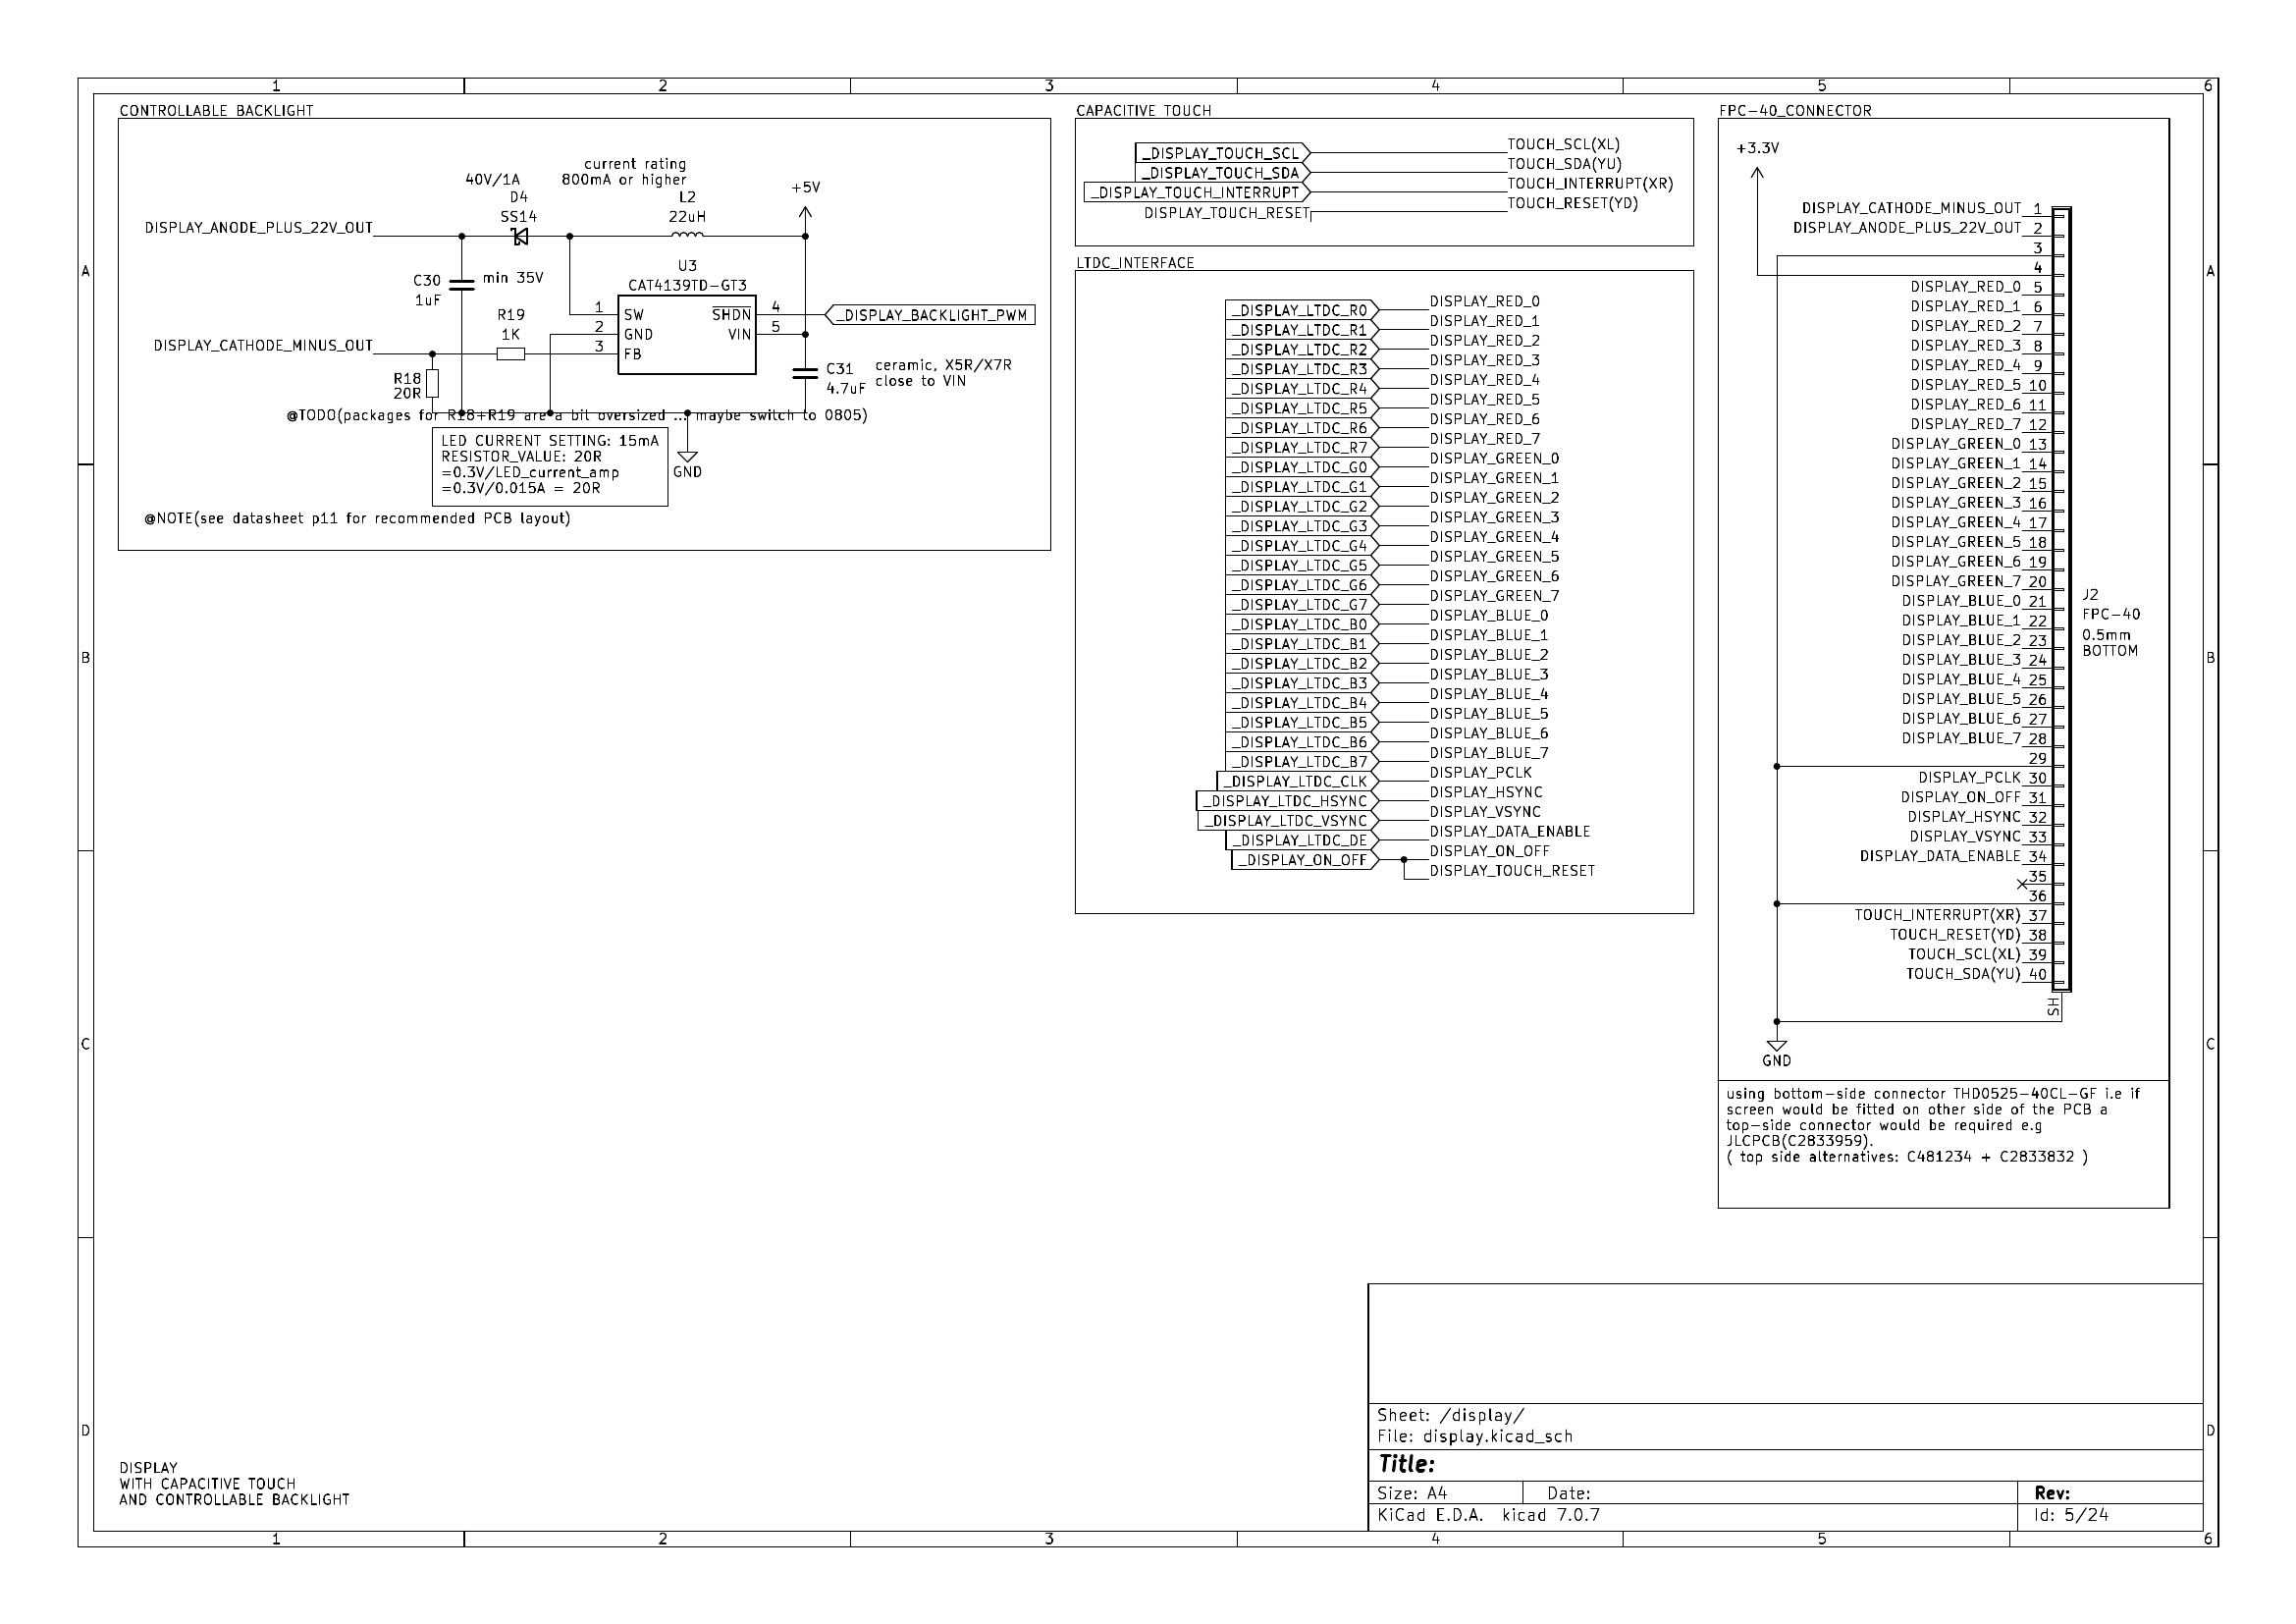 1 2 3 4 5 6
CONTROLLABLE BACKLIGHT
current rating
800mA or higher
40V/1A
D4
SS14
L2
22uH
+5V
DISPLAY_ANODE_PLUS_22V_OUT
C30
1uF
min 35V
U3
CAT4139TD-GT3
R19
1K
1 SW
2 GND
3 FB
SHDN 4
VIN 5
_DISPLAY_BACKLIGHT_PWM
DISPLAY_CATHODE_MINUS_OUT
R18
20R
C31
4.7uF
ceramic, X5R/X7R
close to VIN
@TODO(packages for R18+R19 are a bit oversized ... maybe switch to 0805)
LED CURRENT SETTING: 15mA
RESISTOR_VALUE: 20R
=0.3V/LED_current_amp
=0.3V/0.015A = 20R
GND
@NOTE(see datasheet p11 for recommended PCB layout)
CAPACITIVE TOUCH
_DISPLAY_TOUCH_SCL TOUCH_SCL(XL)
_DISPLAY_TOUCH_SDA TOUCH_SDA(YU)
_DISPLAY_TOUCH_INTERRUPT TOUCH_INTERRUPT(XR)
DISPLAY_TOUCH_RESET TOUCH_RESET(YD)
LTDC_INTERFACE
_DISPLAY_LTDC_R0 DISPLAY_RED_0
_DISPLAY_LTDC_R1 DISPLAY_RED_1
_DISPLAY_LTDC_R2 DISPLAY_RED_2
_DISPLAY_LTDC_R3 DISPLAY_RED_3
_DISPLAY_LTDC_R4 DISPLAY_RED_4
_DISPLAY_LTDC_R5 DISPLAY_RED_5
_DISPLAY_LTDC_R6 DISPLAY_RED_6
_DISPLAY_LTDC_R7 DISPLAY_RED_7
_DISPLAY_LTDC_G0 DISPLAY_GREEN_0
_DISPLAY_LTDC_G1 DISPLAY_GREEN_1
_DISPLAY_LTDC_G2 DISPLAY_GREEN_2
_DISPLAY_LTDC_G3 DISPLAY_GREEN_3
_DISPLAY_LTDC_G4 DISPLAY_GREEN_4
_DISPLAY_LTDC_G5 DISPLAY_GREEN_5
_DISPLAY_LTDC_G6 DISPLAY_GREEN_6
_DISPLAY_LTDC_G7 DISPLAY_GREEN_7
_DISPLAY_LTDC_B0 DISPLAY_BLUE_0
_DISPLAY_LTDC_B1 DISPLAY_BLUE_1
_DISPLAY_LTDC_B2 DISPLAY_BLUE_2
_DISPLAY_LTDC_B3 DISPLAY_BLUE_3
_DISPLAY_LTDC_B4 DISPLAY_BLUE_4
_DISPLAY_LTDC_B5 DISPLAY_BLUE_5
_DISPLAY_LTDC_B6 DISPLAY_BLUE_6
_DISPLAY_LTDC_B7 DISPLAY_BLUE_7
_DISPLAY_LTDC_CLK DISPLAY_PCLK
_DISPLAY_LTDC_HSYNC DISPLAY_HSYNC
_DISPLAY_LTDC_VSYNC DISPLAY_VSYNC
_DISPLAY_LTDC_DE DISPLAY_DATA_ENABLE
_DISPLAY_ON_OFF DISPLAY_ON_OFF
DISPLAY_TOUCH_RESET
FPC-40_CONNECTOR
+3.3V
DISPLAY_CATHODE_MINUS_OUT 1
DISPLAY_ANODE_PLUS_22V_OUT 2
3
4
DISPLAY_RED_0 5
DISPLAY_RED_1 6
DISPLAY_RED_2 7
DISPLAY_RED_3 8
DISPLAY_RED_4 9
DISPLAY_RED_5 10
DISPLAY_RED_6 11
DISPLAY_RED_7 12
DISPLAY_GREEN_0 13
DISPLAY_GREEN_1 14
DISPLAY_GREEN_2 15
DISPLAY_GREEN_3 16
DISPLAY_GREEN_4 17
DISPLAY_GREEN_5 18
DISPLAY_GREEN_6 19
DISPLAY_GREEN_7 20
DISPLAY_BLUE_0 21
DISPLAY_BLUE_1 22
DISPLAY_BLUE_2 23
DISPLAY_BLUE_3 24
DISPLAY_BLUE_4 25
DISPLAY_BLUE_5 26
DISPLAY_BLUE_6 27
DISPLAY_BLUE_7 28
29
DISPLAY_PCLK 30
DISPLAY_ON_OFF 31
DISPLAY_HSYNC 32
DISPLAY_VSYNC 33
DISPLAY_DATA_ENABLE 34
35
36
TOUCH_INTERRUPT(XR) 37
TOUCH_RESET(YD) 38
TOUCH_SCL(XL) 39
TOUCH_SDA(YU) 40
SH
J2
FPC-40
0.5mm
BOTTOM
GND
using bottom-side connector THD0525-40CL-GF i.e if
screen would be fitted on other side of the PCB a
top-side connector would be required e.g
JLCPCB(C2833959).
( top side alternatives: C481234 + C2833832 )
A A
B B
C C
D D
DISPLAY
WITH CAPACITIVE TOUCH
AND CONTROLLABLE BACKLIGHT
Sheet: /display/
File: display.kicad_sch
Title:
Size: A4 Date: Rev:
KiCad E.D.A. kicad 7.0.7 Id: 5/24
1 2 3 4 5 6